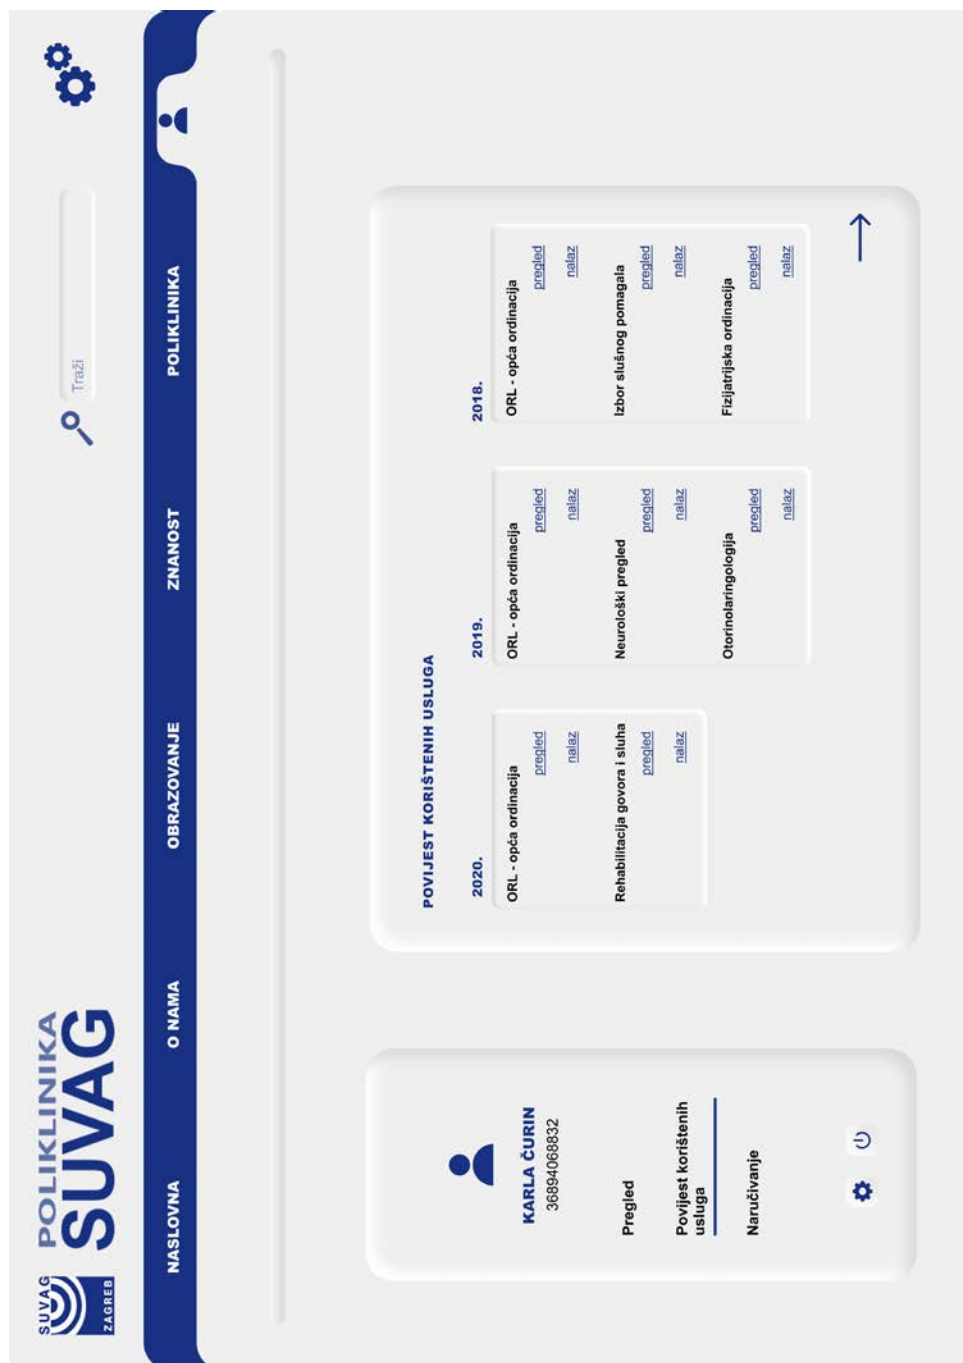 SUVAG
ZAGREB
POLIKLINIKA
SUVAG
Traži
NASLOVNA
O NAMA
OBRAZOVANJE
ZNANOST
POLIKLINIKA
KARLA ČURIN
36894068832
Pregled
Povijest korištenih
usluga
Naručivanje
POVIJEST KORIŠTENIH USLUGA
2020.
ORL - opća ordinacija
pregled
nalaz
Rehabilitacija govora i sluha
pregled
nalaz
2019.
ORL - opća ordinacija
pregled
nalaz
Neurološki pregled
pregled
nalaz
Otorinolaringologija
pregled
nalaz
2018.
ORL - opća ordinacija
pregled
nalaz
Izbor slušnog pomagala
pregled
nalaz
Fizijatrijska ordinacija
pregled
nalaz